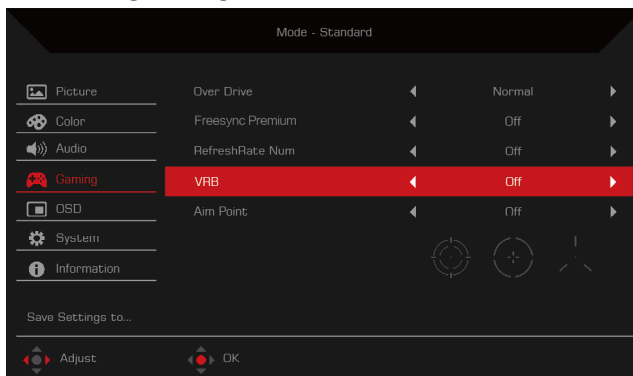 Mode - Standard
Picture
Over Drive Normal
Color
Freesync Premium Off
Audio
RefreshRate Num Off
Gaming
VRB Off
OSD
Aim Point Off
System
Information
Save Settings to...
Adjust OK